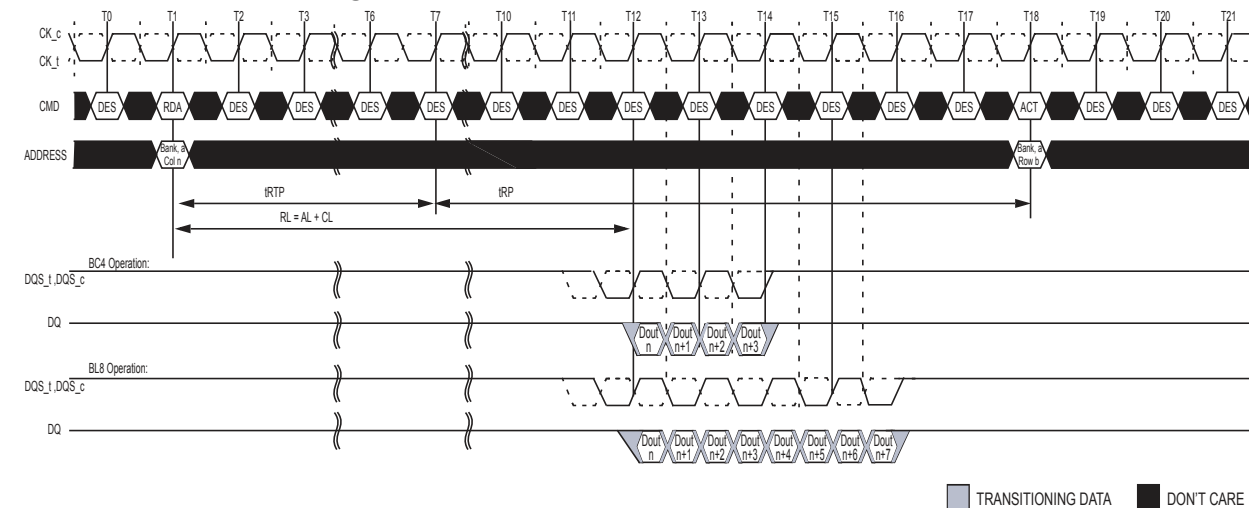 T0 T1 T2 T3 T6 T7 T10 T11 T12 T13 T14 T15 T16 T17 T18 T19 T20 T21
CK_c
CK_t
CMD DES RDA DES DES DES DES DES DES DES DES DES DES DES DES ACT DES DES DES
ADDRESS
Bank, a
Col n
Bank, a
Row b
tRTP tRP
RL = AL + CL
BC4 Operation:
DQS_t ,DQS_c
DQ
Dout Dout Dout Dout
n n+1 n+2 n+3
BL8 Operation:
DQS_t ,DQS_c
DQ
Dout Dout Dout Dout Dout Dout Dout Dout
n n+1 n+2 n+3 n+4 n+5 n+6 n+7
TRANSITIONING DATA DON'T CARE